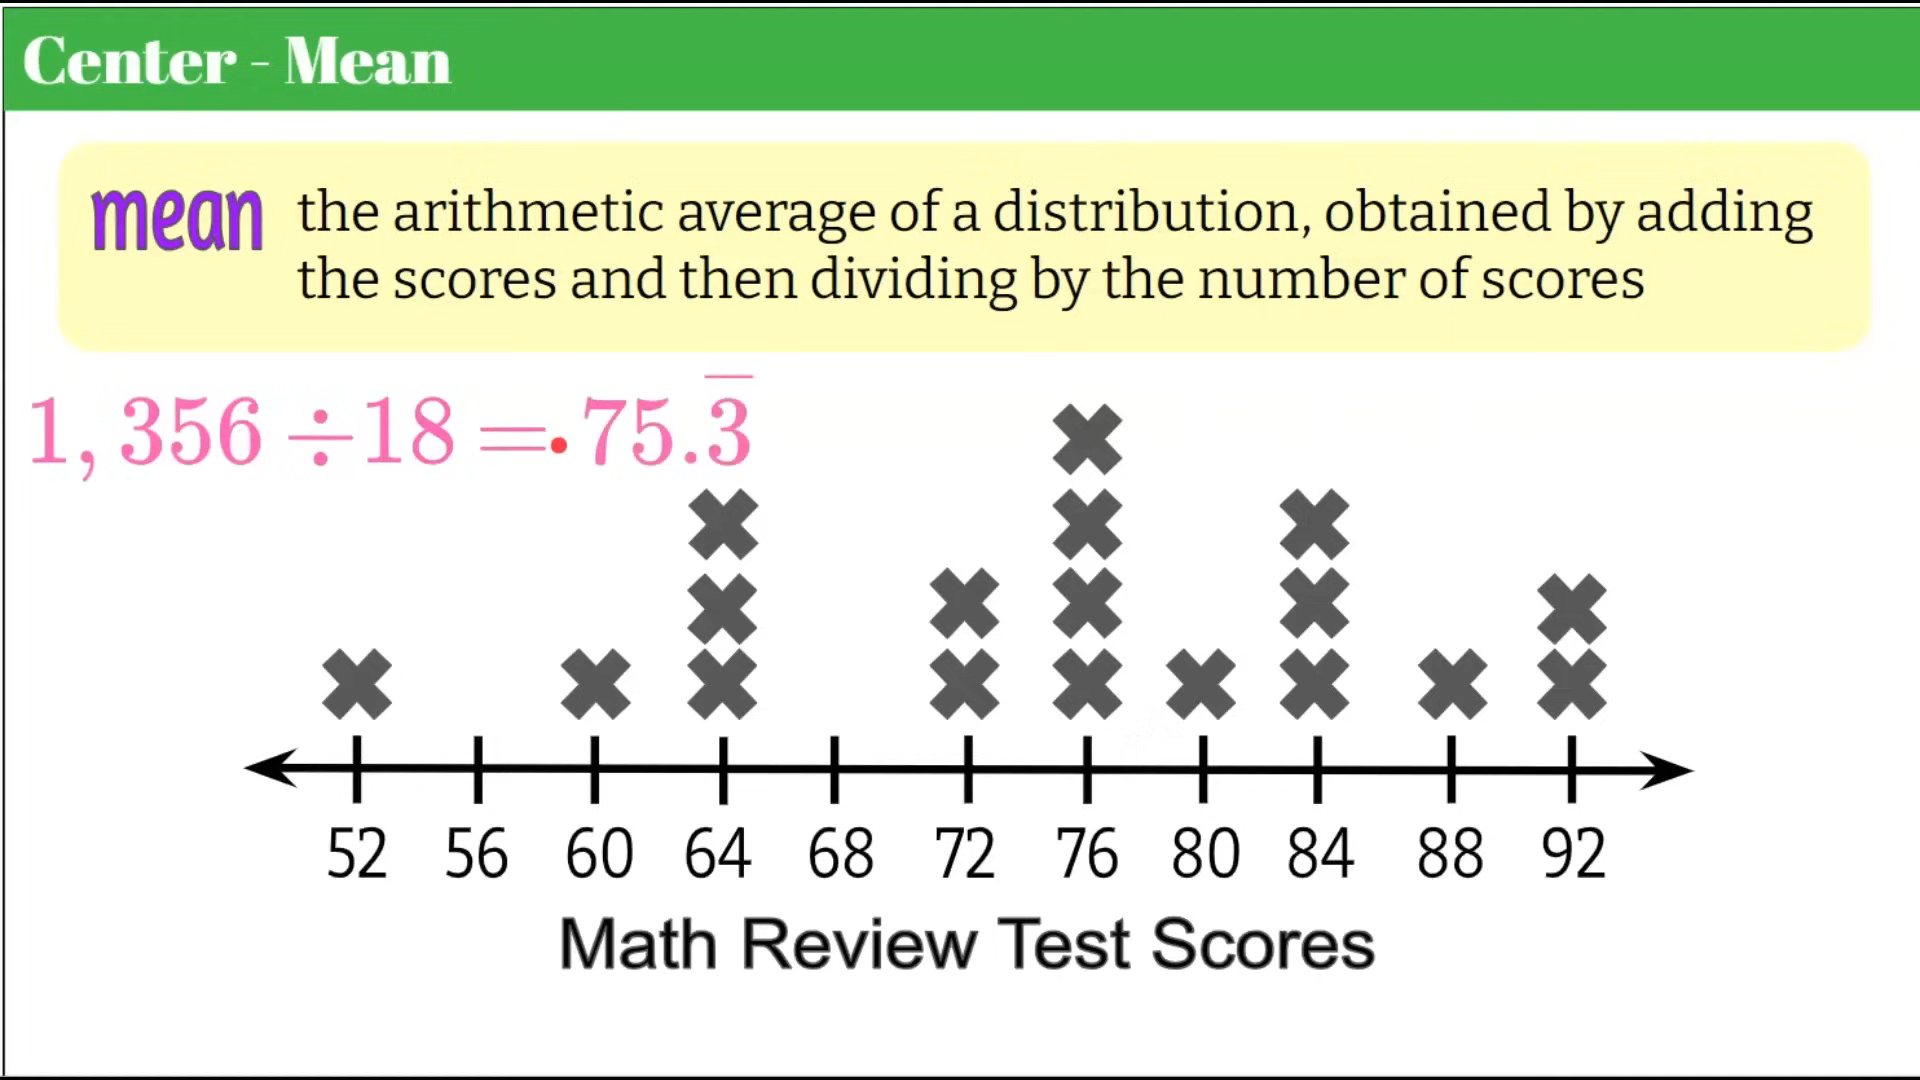 Center - Mean
mean the arithmetic average of a distribution, obtained by adding
the scores and then dividing by the number of scores
1,356 ÷ 18 = 75.3̅
52 56 60 64 68 72 76 80 84 88 92
Math Review Test Scores